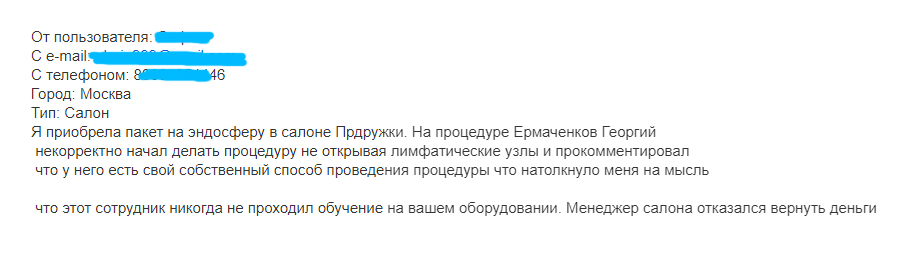 От пользователя:
С e-mail:
С телефоном: 8 46
Город: Москва
Тип: Салон
Я приобрела пакет на эндосферу в салоне Прдружки. На процедуре Ермаченков Георгий
некорректно начал делать процедуру не открывая лимфатические узлы и прокомментировал
что у него есть свой собственный способ проведения процедуры что натолкнуло меня на мысль
что этот сотрудник никогда не проходил обучение на вашем оборудовании. Менеджер салона отказался вернуть деньги